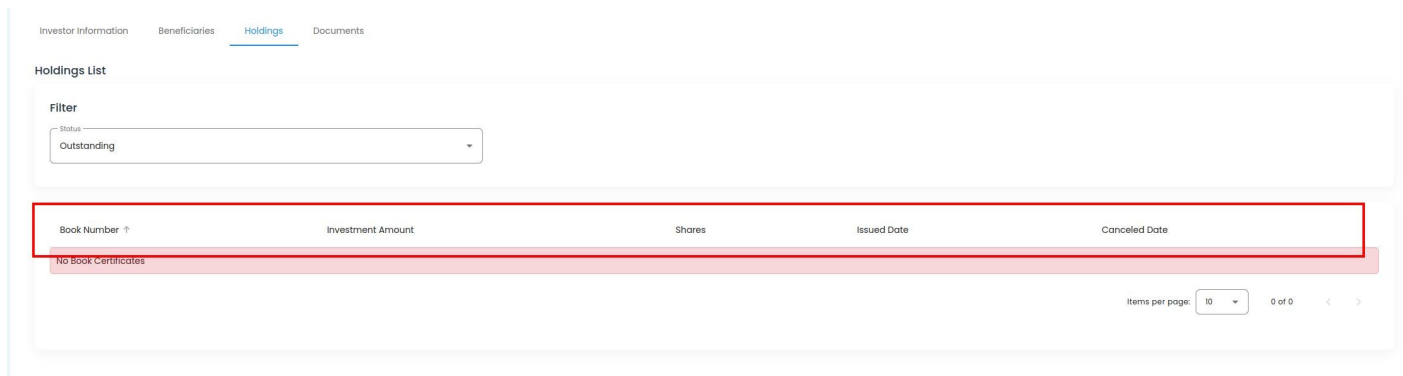 Investor Information Beneficiaries Holdings Documents
Holdings List
Filter
Status
Outstanding
Book Number ↑ Investment Amount Shares Issued Date Canceled Date
No Book Certificates
Items per page: 10 0 of 0